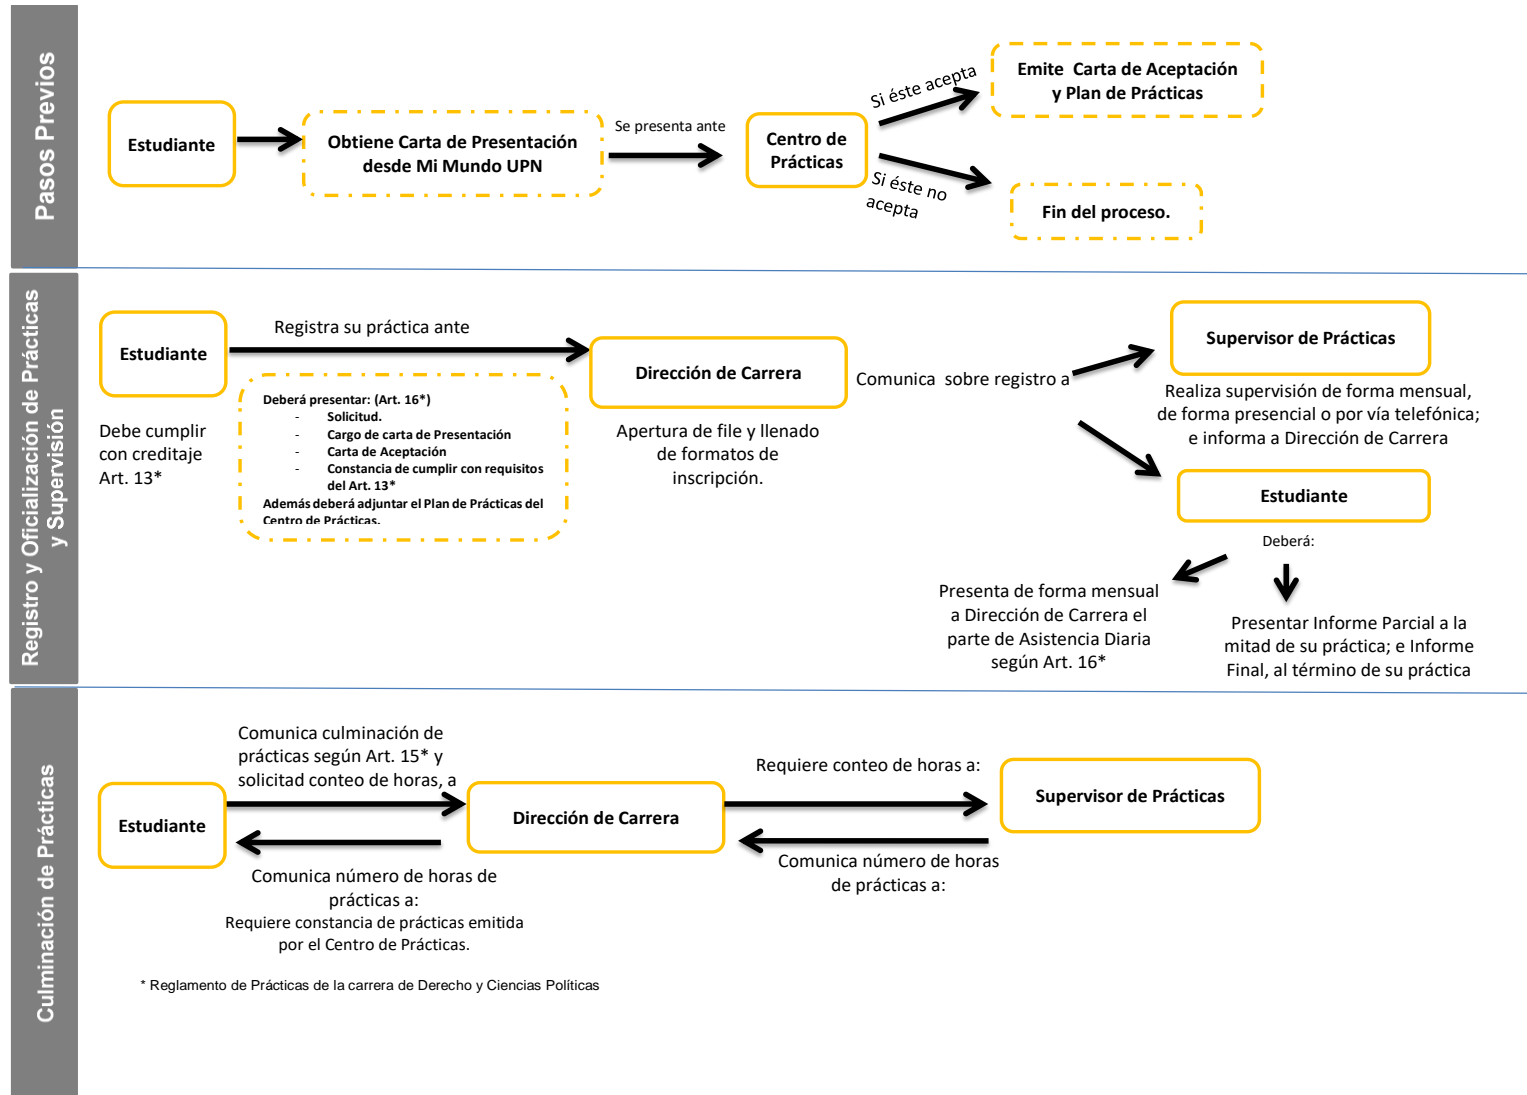 Pasos Previos
Estudiante
Obtiene Carta de Presentación
desde Mi Mundo UPN
Se presenta ante
Centro de
Prácticas
Si éste acepta
Emite  Carta de Aceptación
y Plan de Prácticas
Si éste no
acepta
Fin del proceso.
Registro y Oficialización de Prácticas
y Supervisión
Estudiante
Debe cumplir
con creditaje
Art. 13*
Registra su práctica ante
Deberá presentar: (Art. 16*)
- Solicitud.
- Cargo de carta de Presentación
- Carta de Aceptación
- Constancia de cumplir con requisitos
del Art. 13*
Además deberá adjuntar el Plan de Prácticas del
Centro de Prácticas.
Dirección de Carrera
Apertura de file y llenado
de formatos de
inscripción.
Comunica  sobre registro a
Supervisor de Prácticas
Realiza supervisión de forma mensual,
de forma presencial o por vía telefónica;
e informa a Dirección de Carrera
Estudiante
Deberá:
Presenta de forma mensual
a Dirección de Carrera el
parte de Asistencia Diaria
según Art. 16*
Presentar Informe Parcial a la
mitad de su práctica; e Informe
Final, al término de su práctica
Culminación de Prácticas
Estudiante
Comunica culminación de
prácticas según Art. 15* y
solicitad conteo de horas, a
Dirección de Carrera
Requiere conteo de horas a:
Supervisor de Prácticas
Comunica número de horas
de prácticas a:
Comunica número de horas de
prácticas a:
Requiere constancia de prácticas emitida
por el Centro de Prácticas.
* Reglamento de Prácticas de la carrera de Derecho y Ciencias Políticas